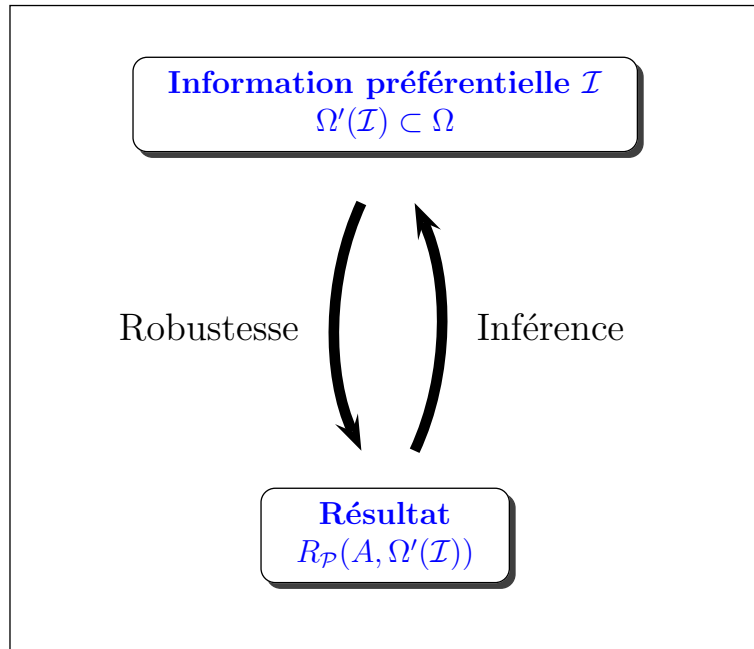 Information préférentielle ℐ
Ω′(ℐ) ⊂ Ω
Robustesse
Inférence
Résultat
R_𝒫(A, Ω′(ℐ))